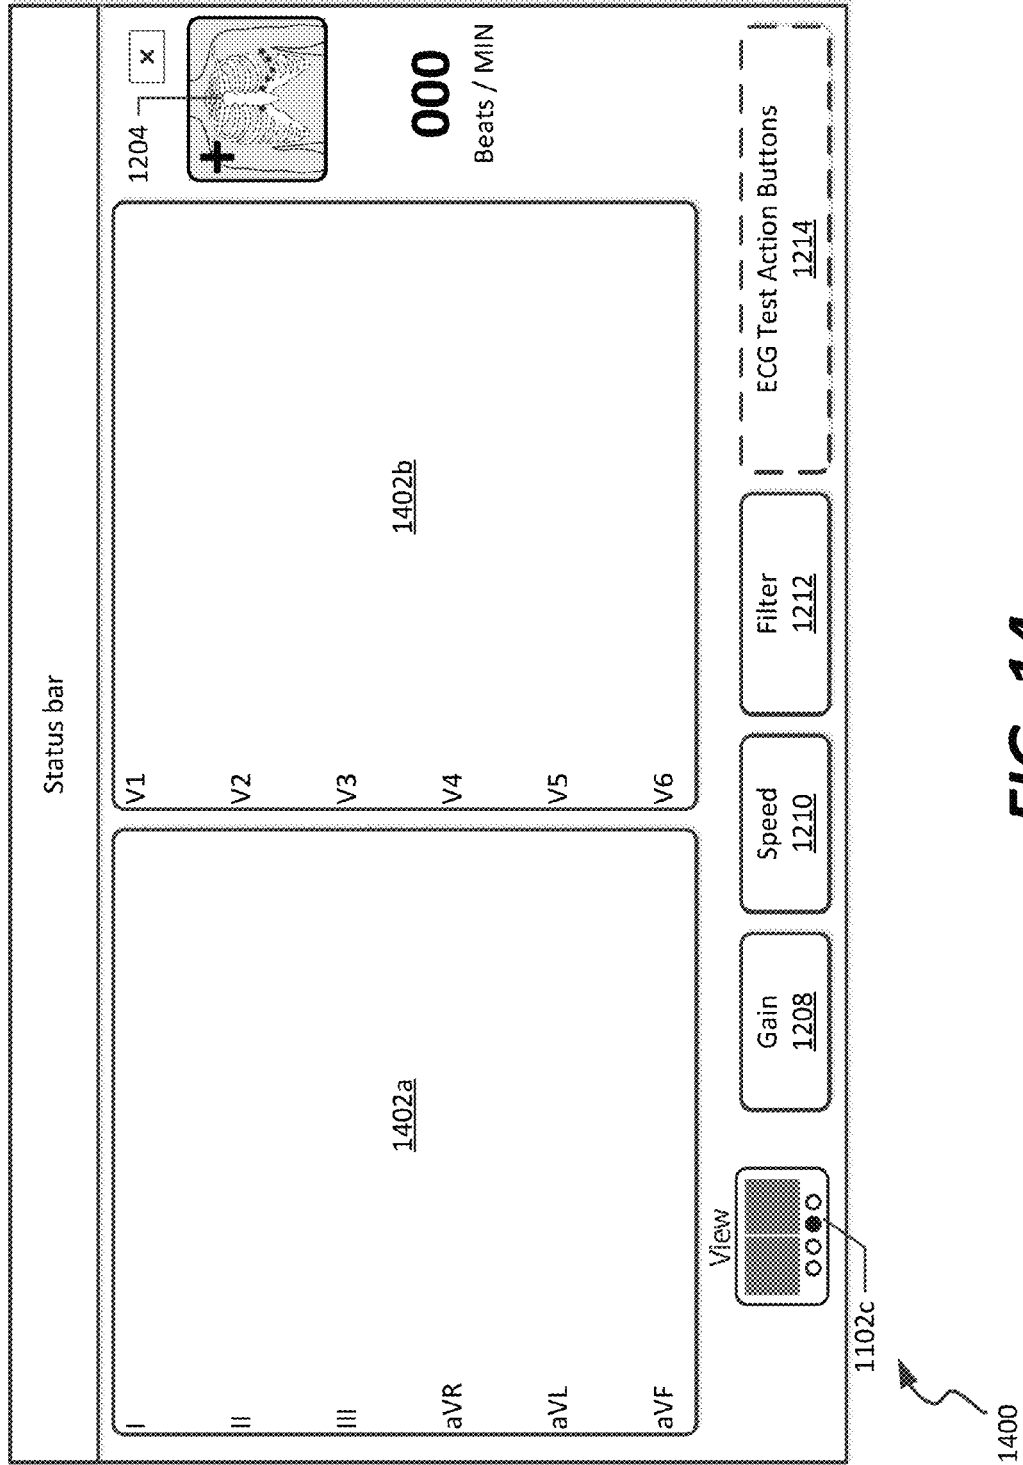 Status bar
I
II
III
aVR
aVL
aVF
1402a
V1
V2
V3
V4
V5
V6
1402b
1204
x
000
Beats / MIN
View
1102c
Gain
1208
Speed
1210
Filter
1212
ECG Test Action Buttons
1214
1400
FIG. 14